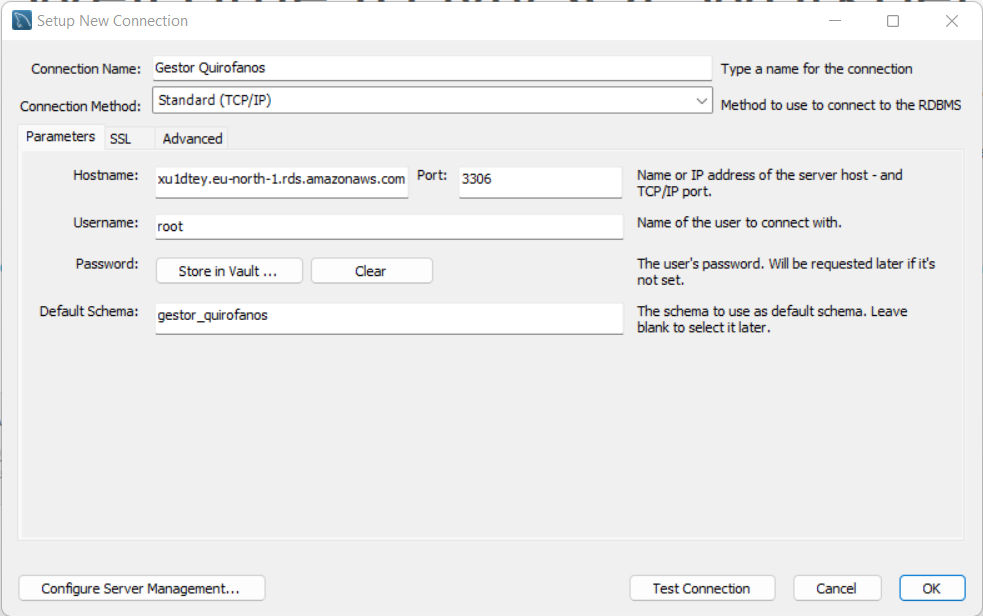 Setup New Connection
Connection Name: Gestor Quirofanos Type a name for the connection
Connection Method: Standard (TCP/IP) Method to use to connect to the RDBMS
Parameters SSL Advanced
Hostname: xu1dtey.eu-north-1.rds.amazonaws.com Port: 3306 Name or IP address of the server host - and
TCP/IP port.
Username: root Name of the user to connect with.
Password: Store in Vault ... Clear The user's password. Will be requested later if it's
not set.
Default Schema: gestor_quirofanos The schema to use as default schema. Leave
blank to select it later.
Configure Server Management... Test Connection Cancel OK